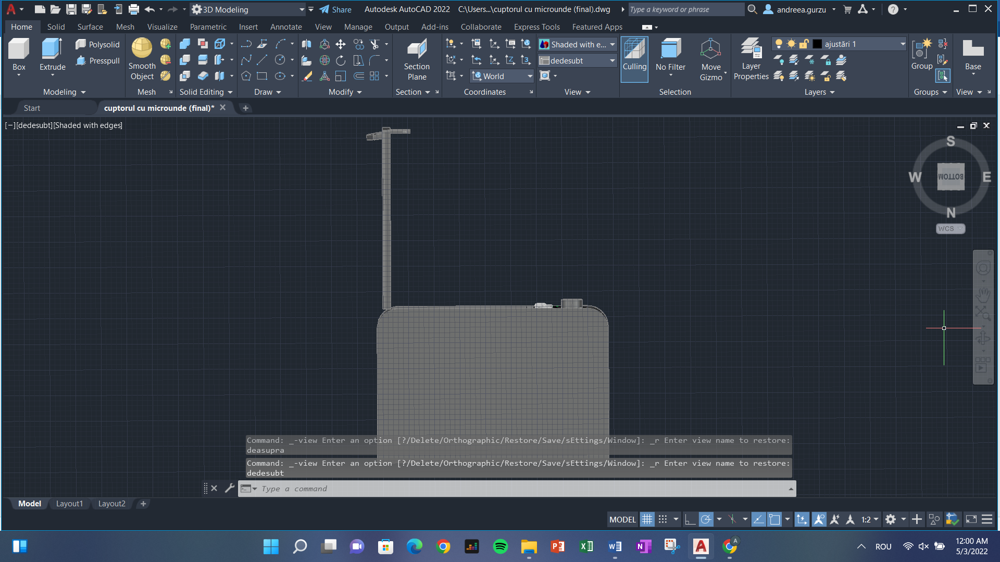 3D Modeling
Share
Autodesk AutoCAD 2022 C:\Users...\cuptorul cu microunde (final).dwg
Type a keyword or phrase
andreea.gurzu
Home Solid Surface Mesh Visualize Parametric Insert Annotate View Manage Output Add-ins Collaborate Express Tools Featured Apps
Box
Extrude
Polysolid
Presspull
Modeling
Smooth
Object
Mesh
Solid Editing
Draw
Modify
Section
Plane
Section
World
Coordinates
Shaded with e...
dedesubt
View
Culling
No Filter
Move
Gizmo
Selection
Layer
Properties
ajustări 1
Layers
Group
Groups
Base
View
Start
cuptorul cu microunde (final)*
[−][dedesubt][Shaded with edges]
S
W
BOTTOM
E
N
WCS
Command: _-view Enter an option [?/Delete/Orthographic/Restore/Save/sEttings/Window]: _r Enter view name to restore:
deasupra
Command: _-view Enter an option [?/Delete/Orthographic/Restore/Save/sEttings/Window]: _r Enter view name to restore:
dedesubt
Type a command
Model Layout1 Layout2
MODEL
1:2
ROU
12:00 AM
5/3/2022